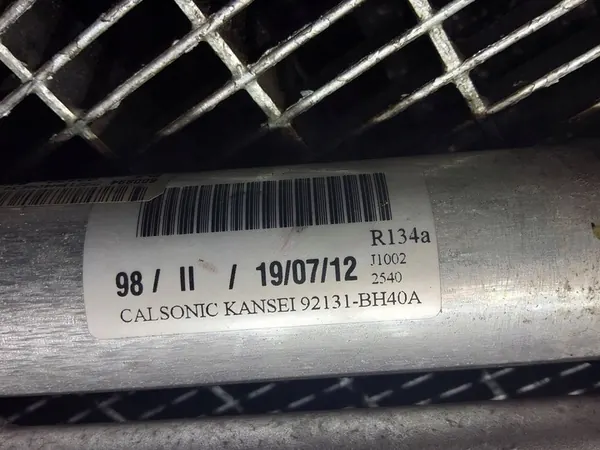 R134a
J1002
98 / II / 19/07/12 2540
CALSONIC KANSEI 92131-BH40A